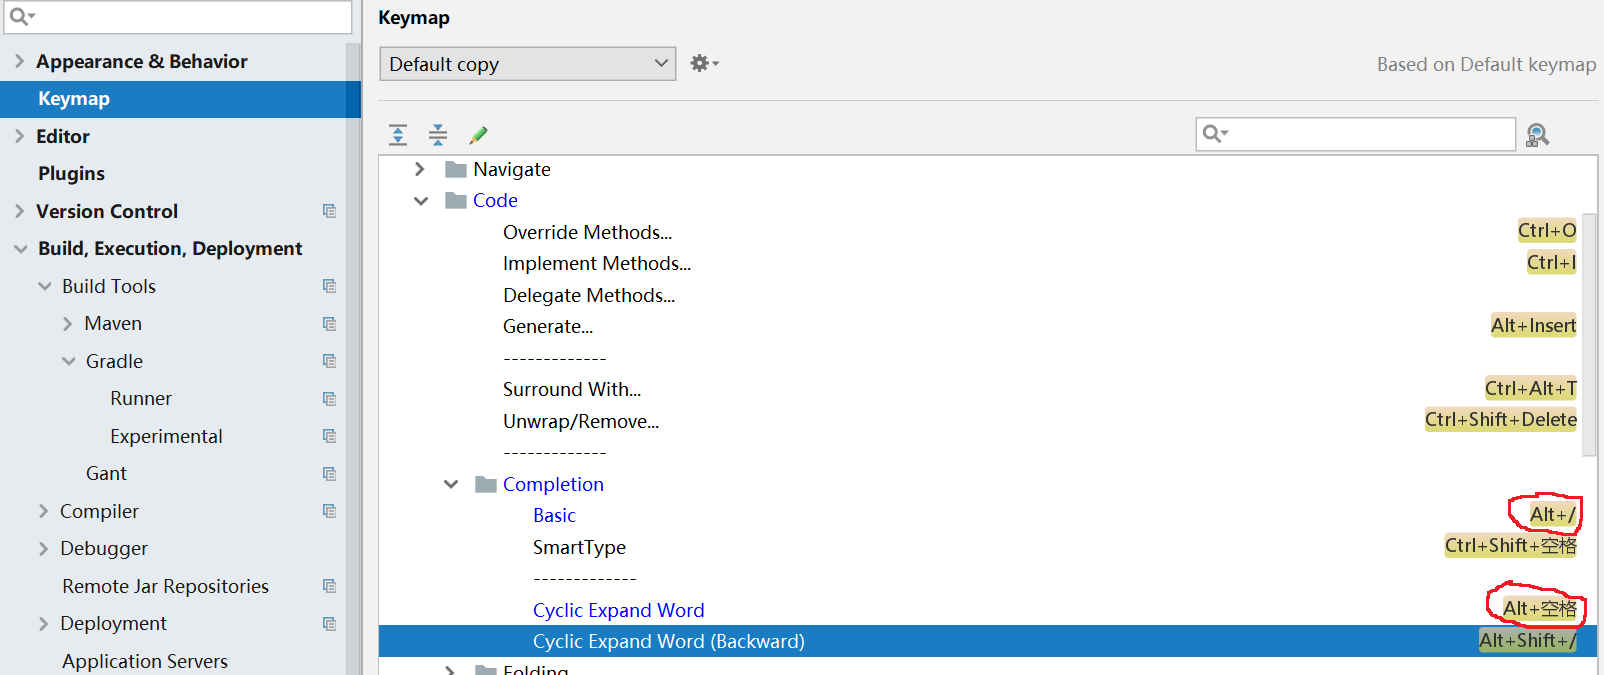 Appearance & Behavior
Keymap
Editor
Plugins
Version Control
Build, Execution, Deployment
Build Tools
Maven
Gradle
Runner
Experimental
Gant
Compiler
Debugger
Remote Jar Repositories
Deployment
Application Servers
Keymap
Default copy
Based on Default keymap
Navigate
Code
Override Methods... Ctrl+O
Implement Methods... Ctrl+I
Delegate Methods...
Generate... Alt+Insert
-------------
Surround With... Ctrl+Alt+T
Unwrap/Remove... Ctrl+Shift+Delete
-------------
Completion
Basic Alt+/
SmartType Ctrl+Shift+空格
-------------
Cyclic Expand Word Alt+空格
Cyclic Expand Word (Backward) Alt+Shift+/
Folding